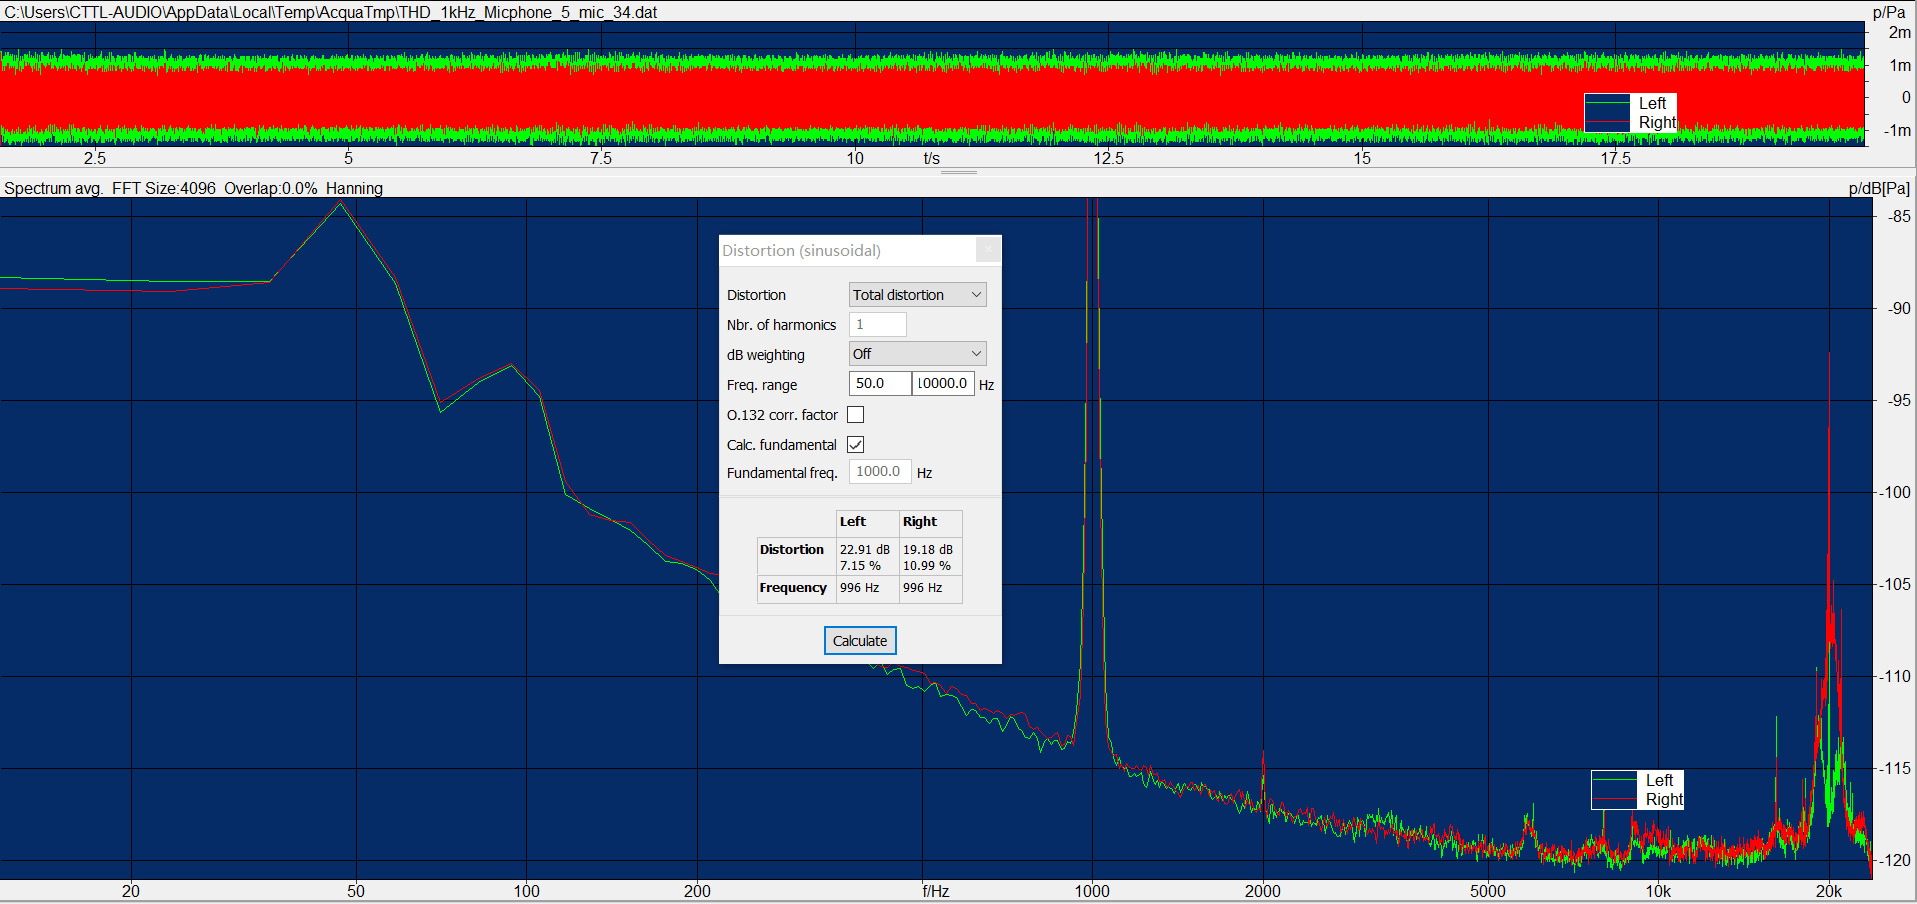 C:\Users\CTTL-AUDIO\AppData\Local\Temp\AcquaTmp\THD_1kHz_Micphone_5_mic_34.dat
p/Pa
2m
1m
0
-1m
Left
Right
2.5 5 7.5 10 f/s 12.5 15 17.5
Spectrum avg. FFT Size:4096 Overlap:0.0% Hanning
p/dB[Pa]
-85
-90
-95
-100
-105
-110
-115
-120
Distortion (sinusoidal)
Distortion Total distortion
Nbr. of harmonics 1
dB weighting Off
Freq. range 50.0 10000.0 Hz
O.132 corr. factor
Calc. fundamental
Fundamental freq. 1000.0 Hz
Left Right
Distortion 22.91 dB 19.18 dB
7.15 % 10.99 %
Frequency 996 Hz 996 Hz
Calculate
Left
Right
20 50 100 200 f/Hz 1000 2000 5000 10k 20k